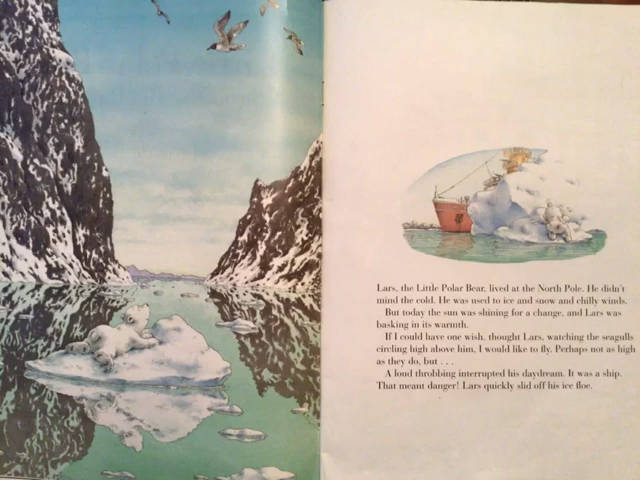 Lars, the Little Polar Bear, lived at the North Pole. He didn't
mind the cold. He was used to ice and snow and chilly winds.
But today the sun was shining for a change, and Lars was
basking in its warmth.
If I could have one wish, thought Lars, watching the seagulls
circling high above him, I would like to fly. Perhaps not as high
as they do, but . . .
A loud throbbing interrupted his daydream. It was a ship.
That meant danger! Lars quickly slid off his ice floe.